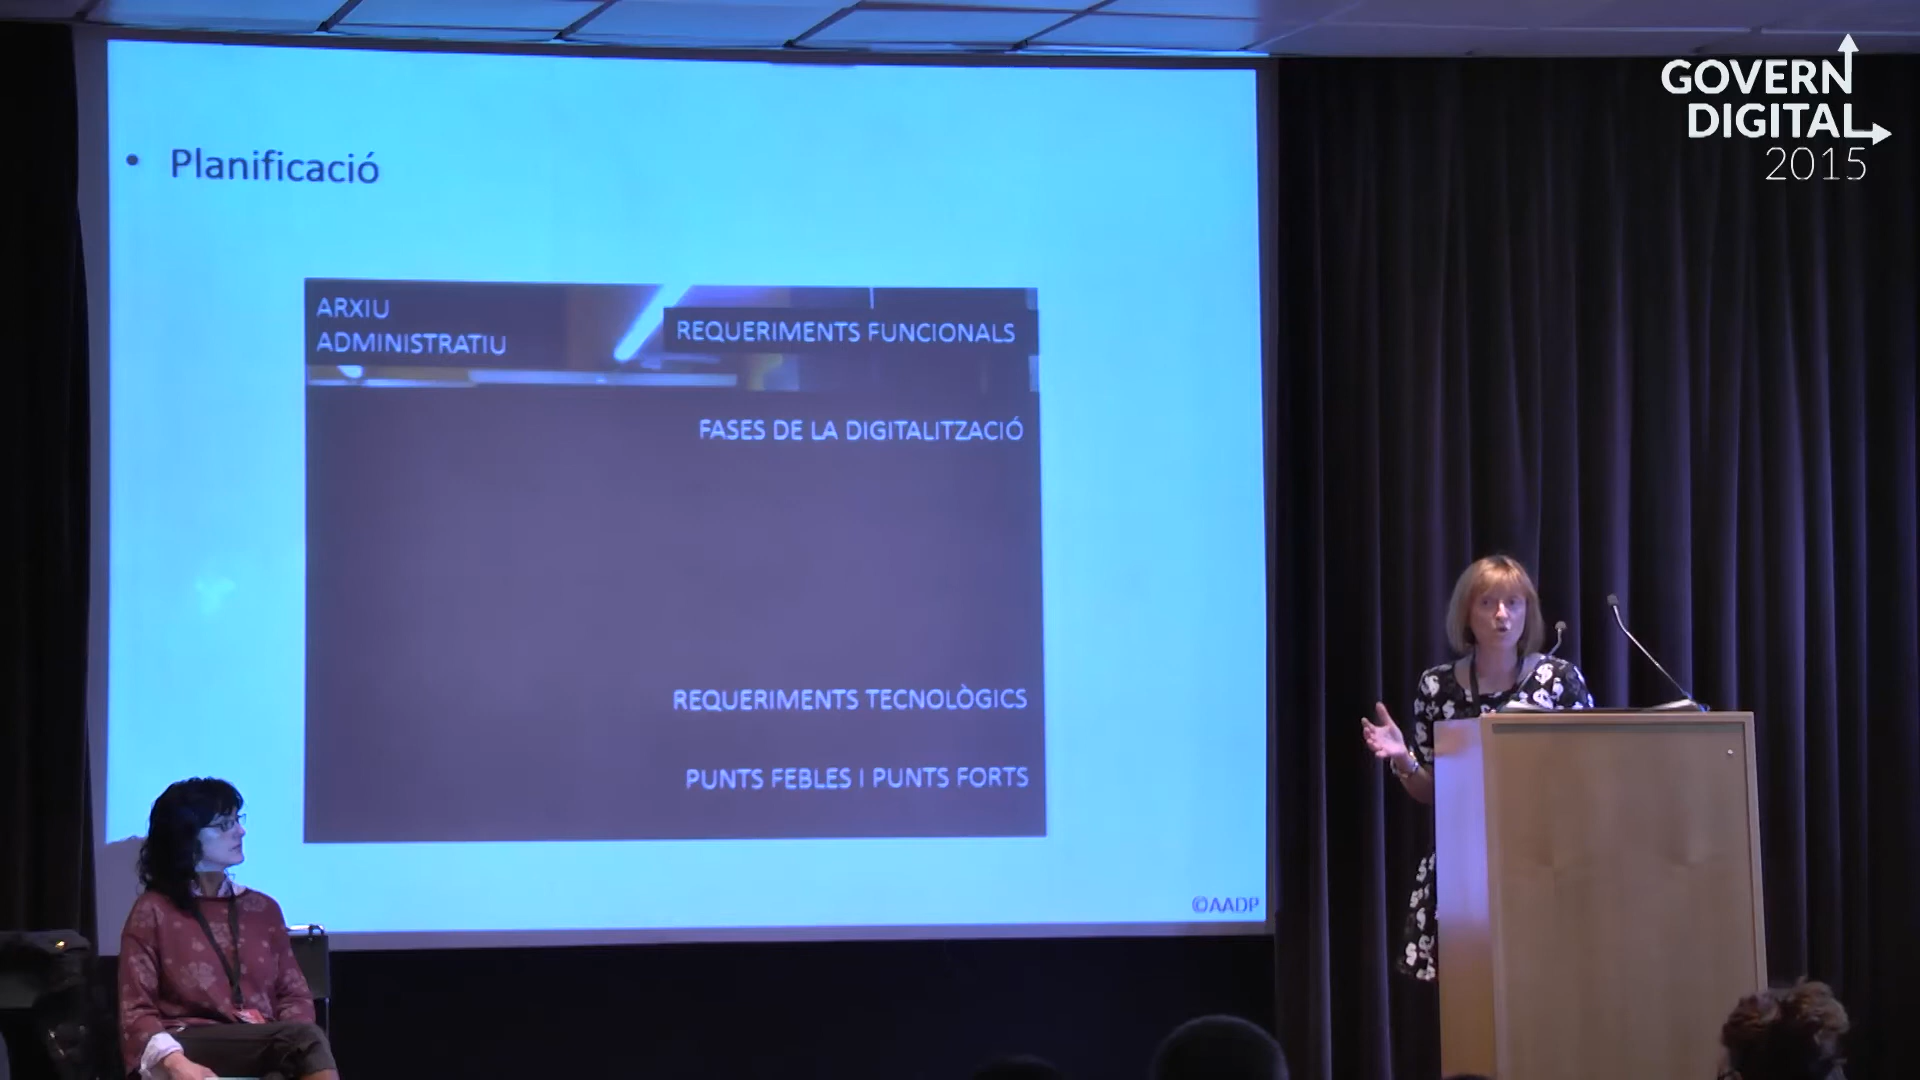 GOVERN
DIGITAL
2015
• Planificació
ARXIU
ADMINISTRATIU
REQUERIMENTS FUNCIONALS
FASES DE LA DIGITALITZACIÓ
REQUERIMENTS TECNOLÒGICS
PUNTS FEBLES I PUNTS FORTS
©AADP